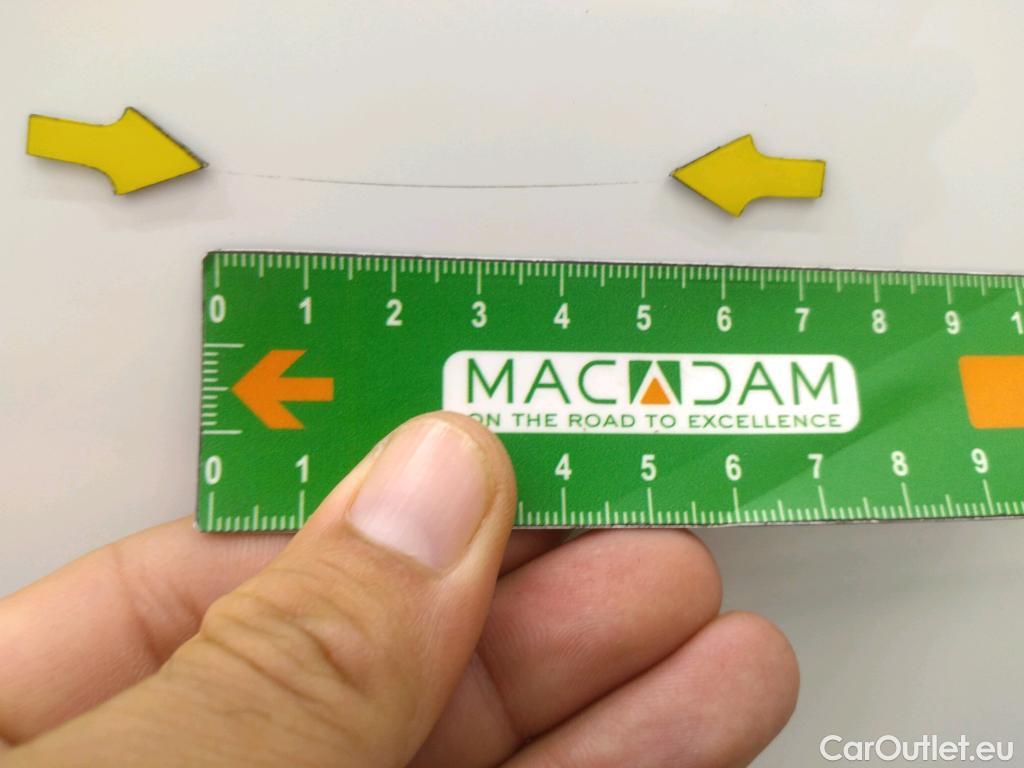 0 1 2 3 4 5 6 7 8 9 1
MACADAM
ON THE ROAD TO EXCELLENCE
0 1 4 5 6 7 8 9
CarOutlet.eu